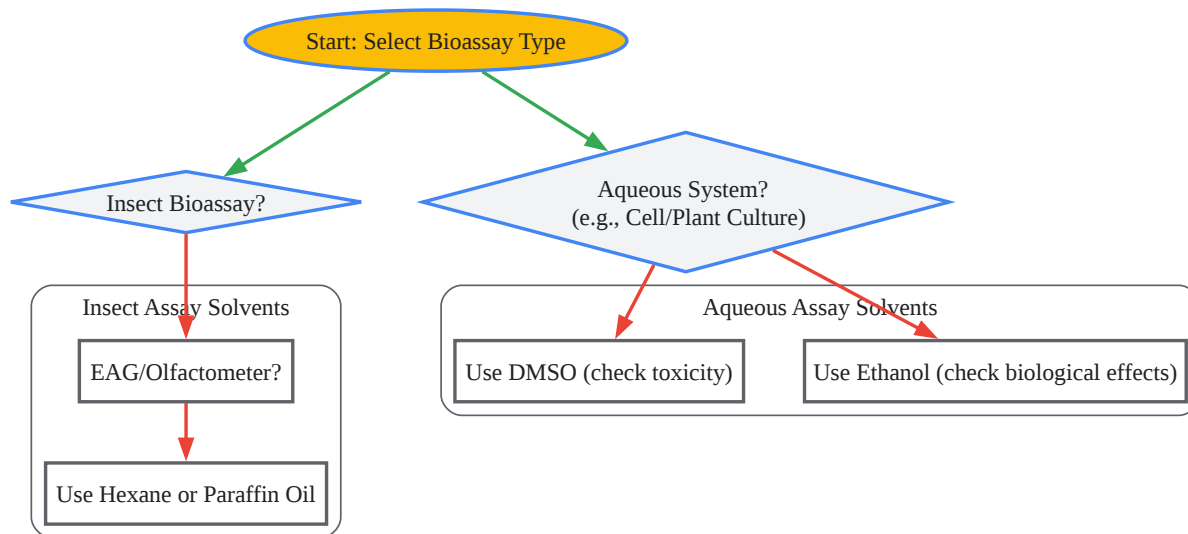 Start: Select Bioassay Type
Insect Bioassay?
Aqueous System?
(e.g., Cell/Plant Culture)
Insect Assay Solvents
Aqueous Assay Solvents
EAG/Olfactometer?
Use DMSO (check toxicity)
Use Ethanol (check biological effects)
Use Hexane or Paraffin Oil